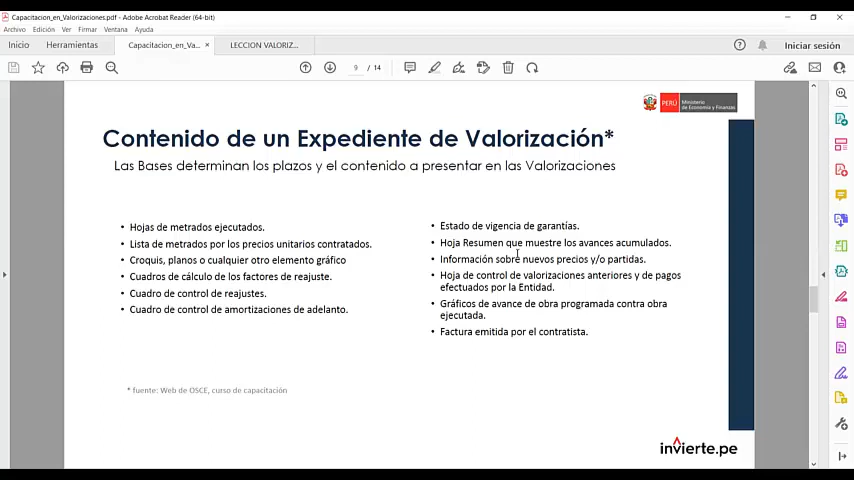 Capacitacion_en_Valorizaciones.pdf - Adobe Acrobat Reader (64-bit)
Archivo Edición Ver Firmar Ventana Ayuda
Inicio Herramientas Capacitacion_en_Va... × LECCION VALORIZ... Iniciar sesión
9 / 14
PERÚ Ministerio de Economía y Finanzas
Contenido de un Expediente de Valorización*
Las Bases determinan los plazos y el contenido a presentar en las Valorizaciones
• Hojas de metrados ejecutados.
• Lista de metrados por los precios unitarios contratados.
• Croquis, planos o cualquier otro elemento gráfico
• Cuadros de cálculo de los factores de reajuste.
• Cuadro de control de reajustes.
• Cuadro de control de amortizaciones de adelanto.
• Estado de vigencia de garantías.
• Hoja Resumen que muestre los avances acumulados.
• Información sobre nuevos precios y/o partidas.
• Hoja de control de valorizaciones anteriores y de pagos
efectuados por la Entidad.
• Gráficos de avance de obra programada contra obra
ejecutada.
• Factura emitida por el contratista.
* fuente: Web de OSCE, curso de capacitación
invierte.pe